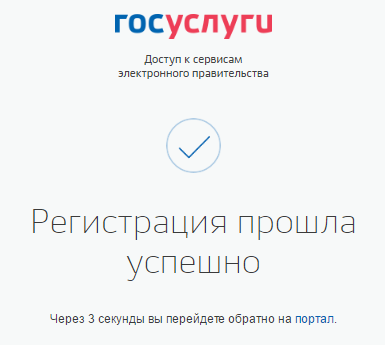 госуслуги
Доступ к сервисам
электронного правительства
Регистрация прошла
успешно
Через 3 секунды вы перейдете обратно на портал.